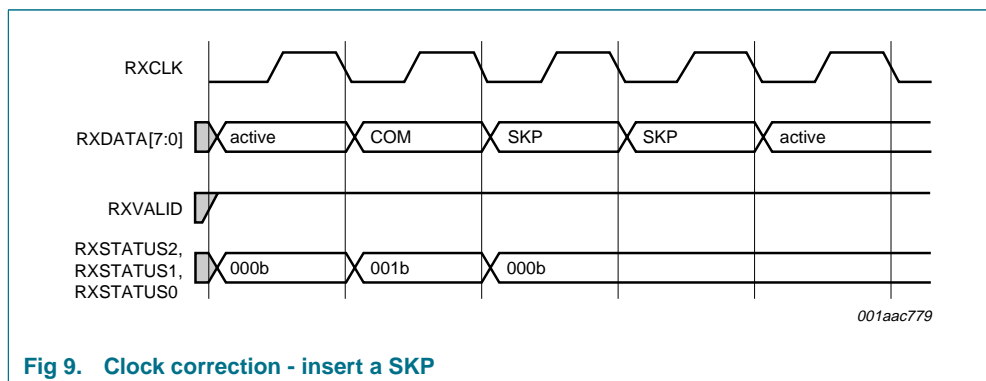 RXCLK
RXDATA[7:0] active COM SKP SKP active
RXVALID
RXSTATUS2,
RXSTATUS1, 000b 001b 000b
RXSTATUS0
001aac779
Fig 9. Clock correction - insert a SKP